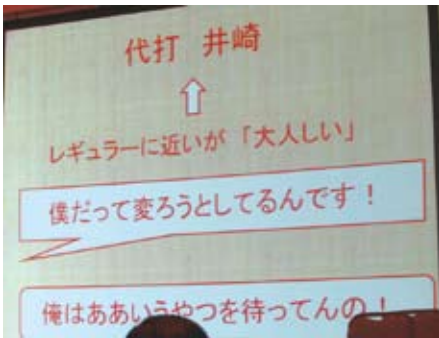 代打 井崎
レギュラーに近いが「大人しい」
僕だって変ろうとしてるんです！
俺はああいうやつを待ってんの！